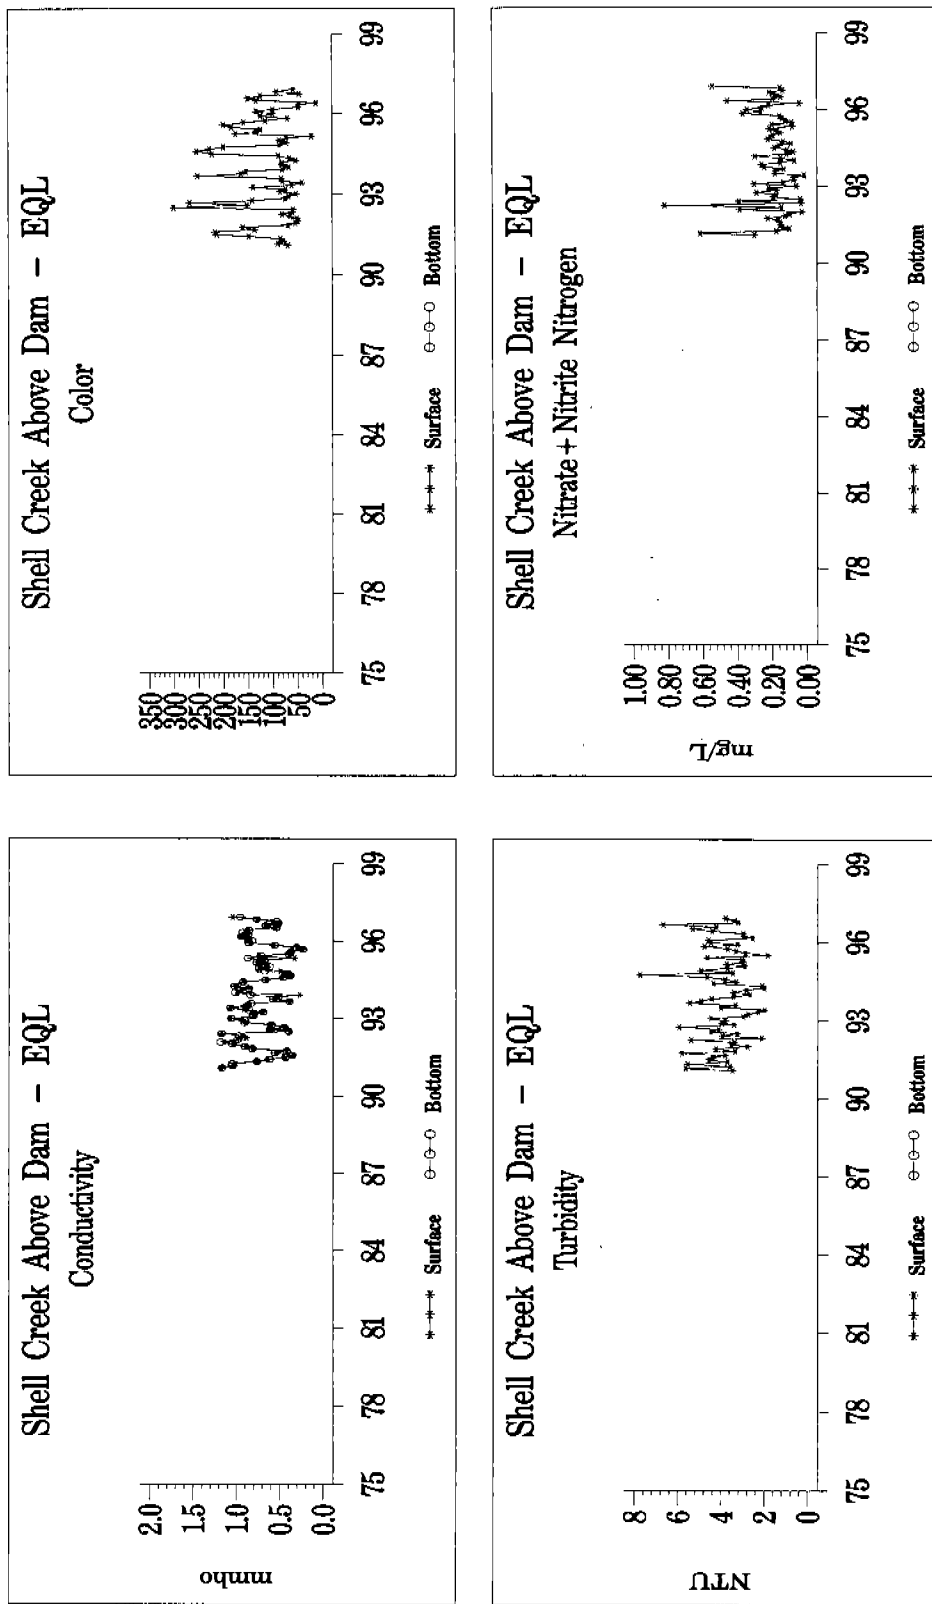 Shell Creek Above Dam - EQL
Conductivity
mmho
2.0
1.5
1.0
0.5
0.0
75 78 81 84 87 90 93 96 99
Surface Bottom
Shell Creek Above Dam - EQL
Color
350
300
250
200
150
100
50
0
75 78 81 84 87 90 93 96 99
Surface Bottom
Shell Creek Above Dam - EQL
Turbidity
NTU
8
6
4
2
0
75 78 81 84 87 90 93 96 99
Surface Bottom
Shell Creek Above Dam - EQL
Nitrate+Nitrite Nitrogen
mg/L
1.00
0.80
0.60
0.40
0.20
0.00
75 78 81 84 87 90 93 96 99
Surface Bottom